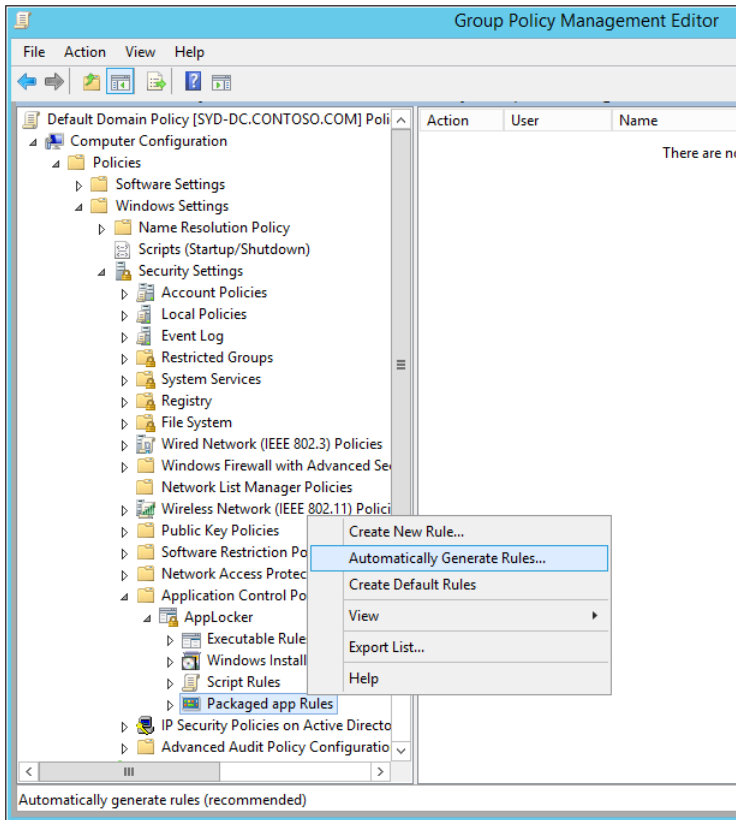 Group Policy Management Editor
File Action View Help
Default Domain Policy [SYD-DC.CONTOSO.COM] Poli
Action User Name
Computer Configuration
There are no
Policies
Software Settings
Windows Settings
Name Resolution Policy
Scripts (Startup/Shutdown)
Security Settings
Account Policies
Local Policies
Event Log
Restricted Groups
System Services
Registry
File System
Wired Network (IEEE 802.3) Policies
Windows Firewall with Advanced Se
Network List Manager Policies
Wireless Network (IEEE 802.11) Polici
Public Key Policies
Software Restriction Po
Network Access Protec
Application Control Po
AppLocker
Executable Rule
Windows Install
Script Rules
Packaged app Rules
IP Security Policies on Active Directo
Advanced Audit Policy Configuratio
Create New Rule...
Automatically Generate Rules...
Create Default Rules
View
Export List...
Help
Automatically generate rules (recommended)